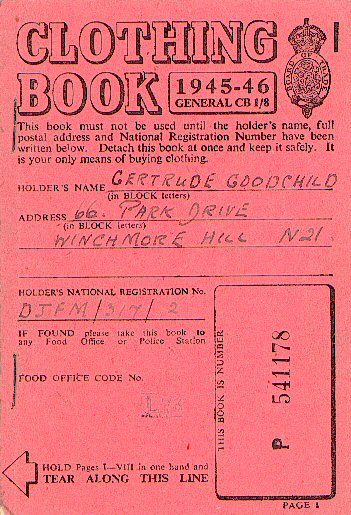 CLOTHING
BOOK 1945-46
GENERAL CB 1/8
BOARD OF TRADE
This book must not be used until the holder's name, full
postal address and National Registration Number have been
written below. Detach this book at once and keep it safely. It
is your only means of buying clothing.
HOLDER'S NAME GERTRUDE GOODCHILD
(in BLOCK letters)
ADDRESS 66. PARK DRIVE
(in BLOCK letters)
WINCHMORE HILL N21.
HOLDER'S NATIONAL REGISTRATION No.
DJFM/317/2
IF FOUND please take this book to
any Food Office or Police Station
FOOD OFFICE CODE No.
THIS BOOK IS NUMBER
P 541178
HOLD Pages I—VIII in one hand and
TEAR ALONG THIS LINE
PAGE I